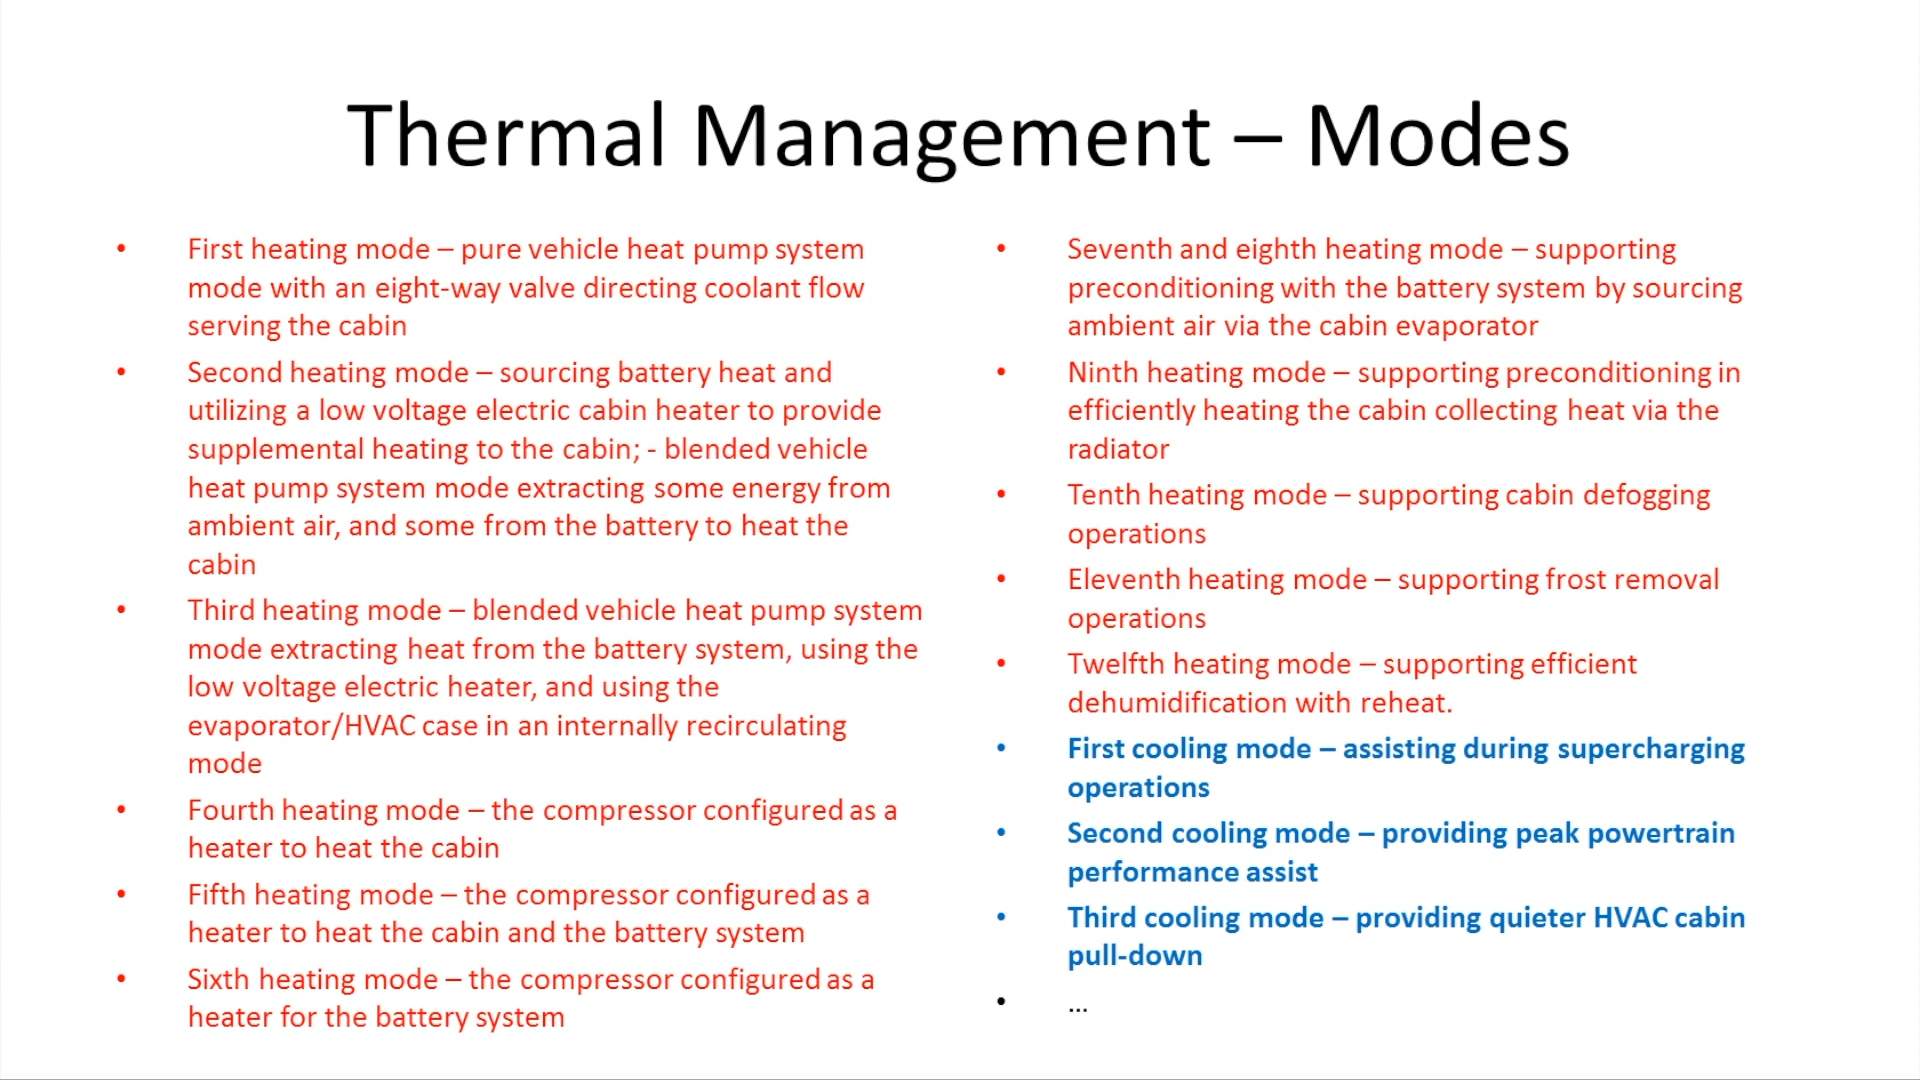 Thermal Management – Modes
• First heating mode – pure vehicle heat pump system
mode with an eight-way valve directing coolant flow
serving the cabin
• Second heating mode – sourcing battery heat and
utilizing a low voltage electric cabin heater to provide
supplemental heating to the cabin; - blended vehicle
heat pump system mode extracting some energy from
ambient air, and some from the battery to heat the
cabin
• Third heating mode – blended vehicle heat pump system
mode extracting heat from the battery system, using the
low voltage electric heater, and using the
evaporator/HVAC case in an internally recirculating
mode
• Fourth heating mode – the compressor configured as a
heater to heat the cabin
• Fifth heating mode – the compressor configured as a
heater to heat the cabin and the battery system
• Sixth heating mode – the compressor configured as a
heater for the battery system
• Seventh and eighth heating mode – supporting
preconditioning with the battery system by sourcing
ambient air via the cabin evaporator
• Ninth heating mode – supporting preconditioning in
efficiently heating the cabin collecting heat via the
radiator
• Tenth heating mode – supporting cabin defogging
operations
• Eleventh heating mode – supporting frost removal
operations
• Twelfth heating mode – supporting efficient
dehumidification with reheat.
• First cooling mode – assisting during supercharging
operations
• Second cooling mode – providing peak powertrain
performance assist
• Third cooling mode – providing quieter HVAC cabin
pull-down
• ...